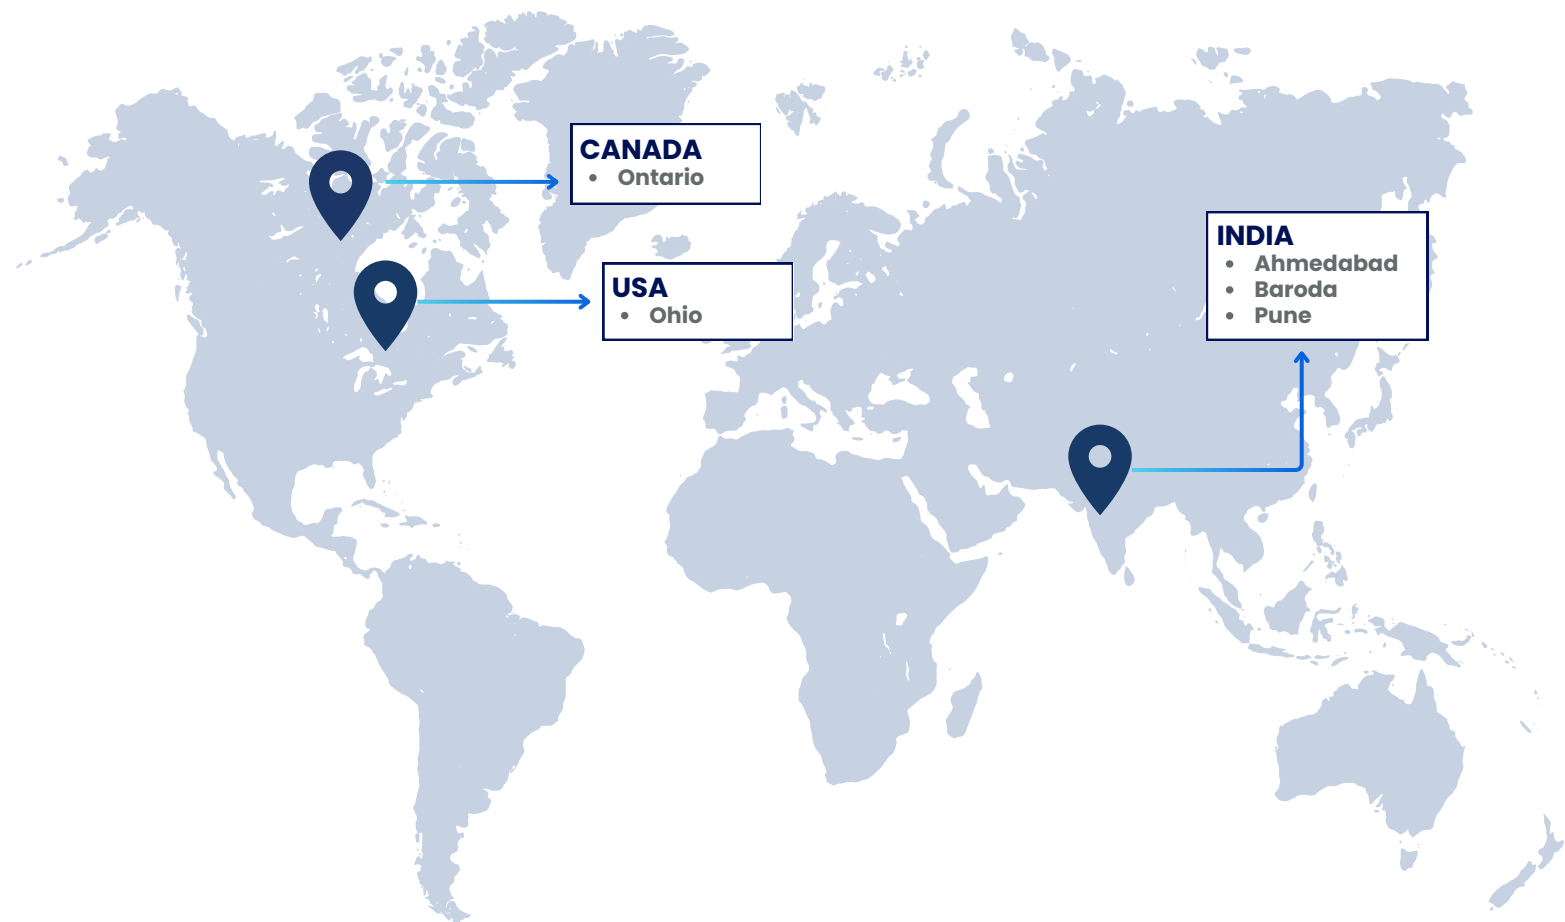 CANADA
• Ontario
USA
• Ohio
INDIA
• Ahmedabad
• Baroda
• Pune